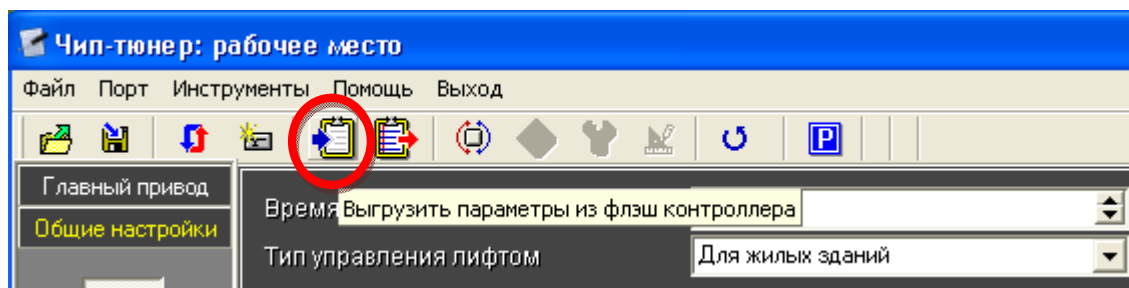 Чип-тюнер: рабочее место
Файл Порт Инструменты Помощь Выход
P
Главный привод
Общие настройки
Время
Выгрузить параметры из флэш контроллера
Тип управления лифтом
Для жилых зданий